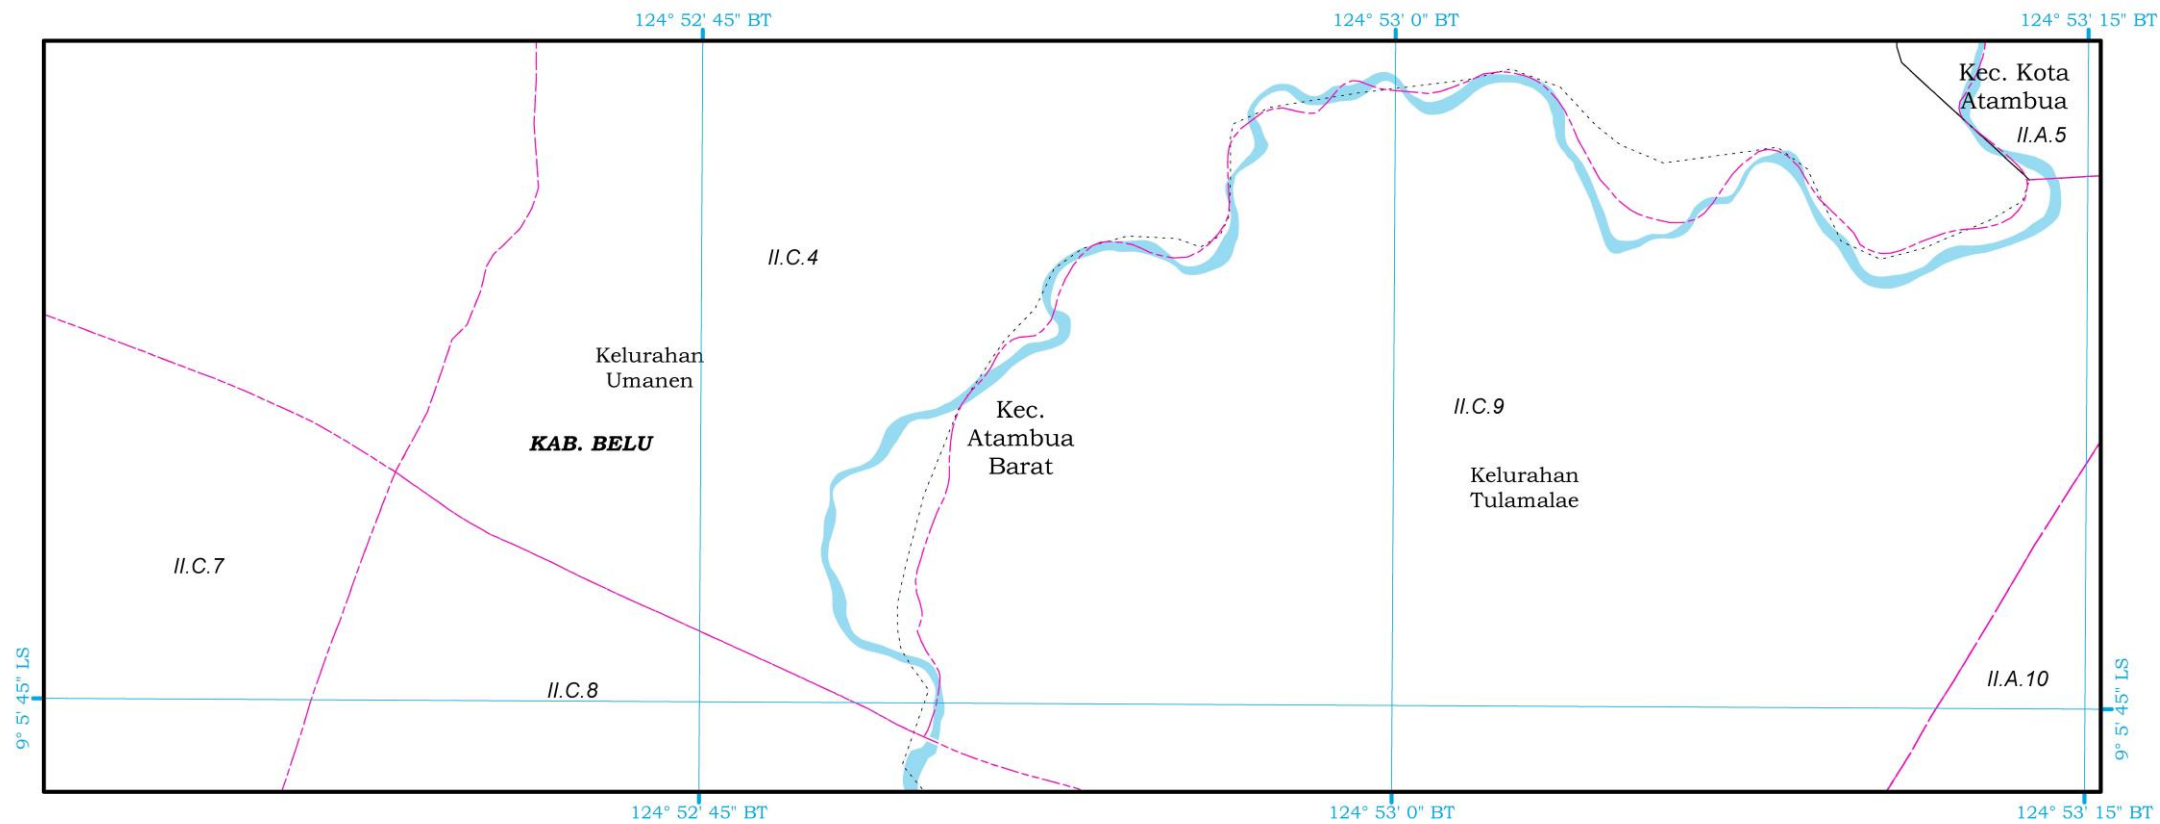 124° 52' 45" BT
124° 53' 0" BT
124° 53' 15" BT
Kec. Kota
Atambua
II.A.5
II.C.4
Kelurahan
Umanen
KAB. BELU
Kec.
Atambua
Barat
II.C.9
Kelurahan
Tulamalae
II.C.7
II.C.8
II.A.10
9° 5' 45" LS
9° 5' 45" LS
124° 52' 45" BT
124° 53' 0" BT
124° 53' 15" BT